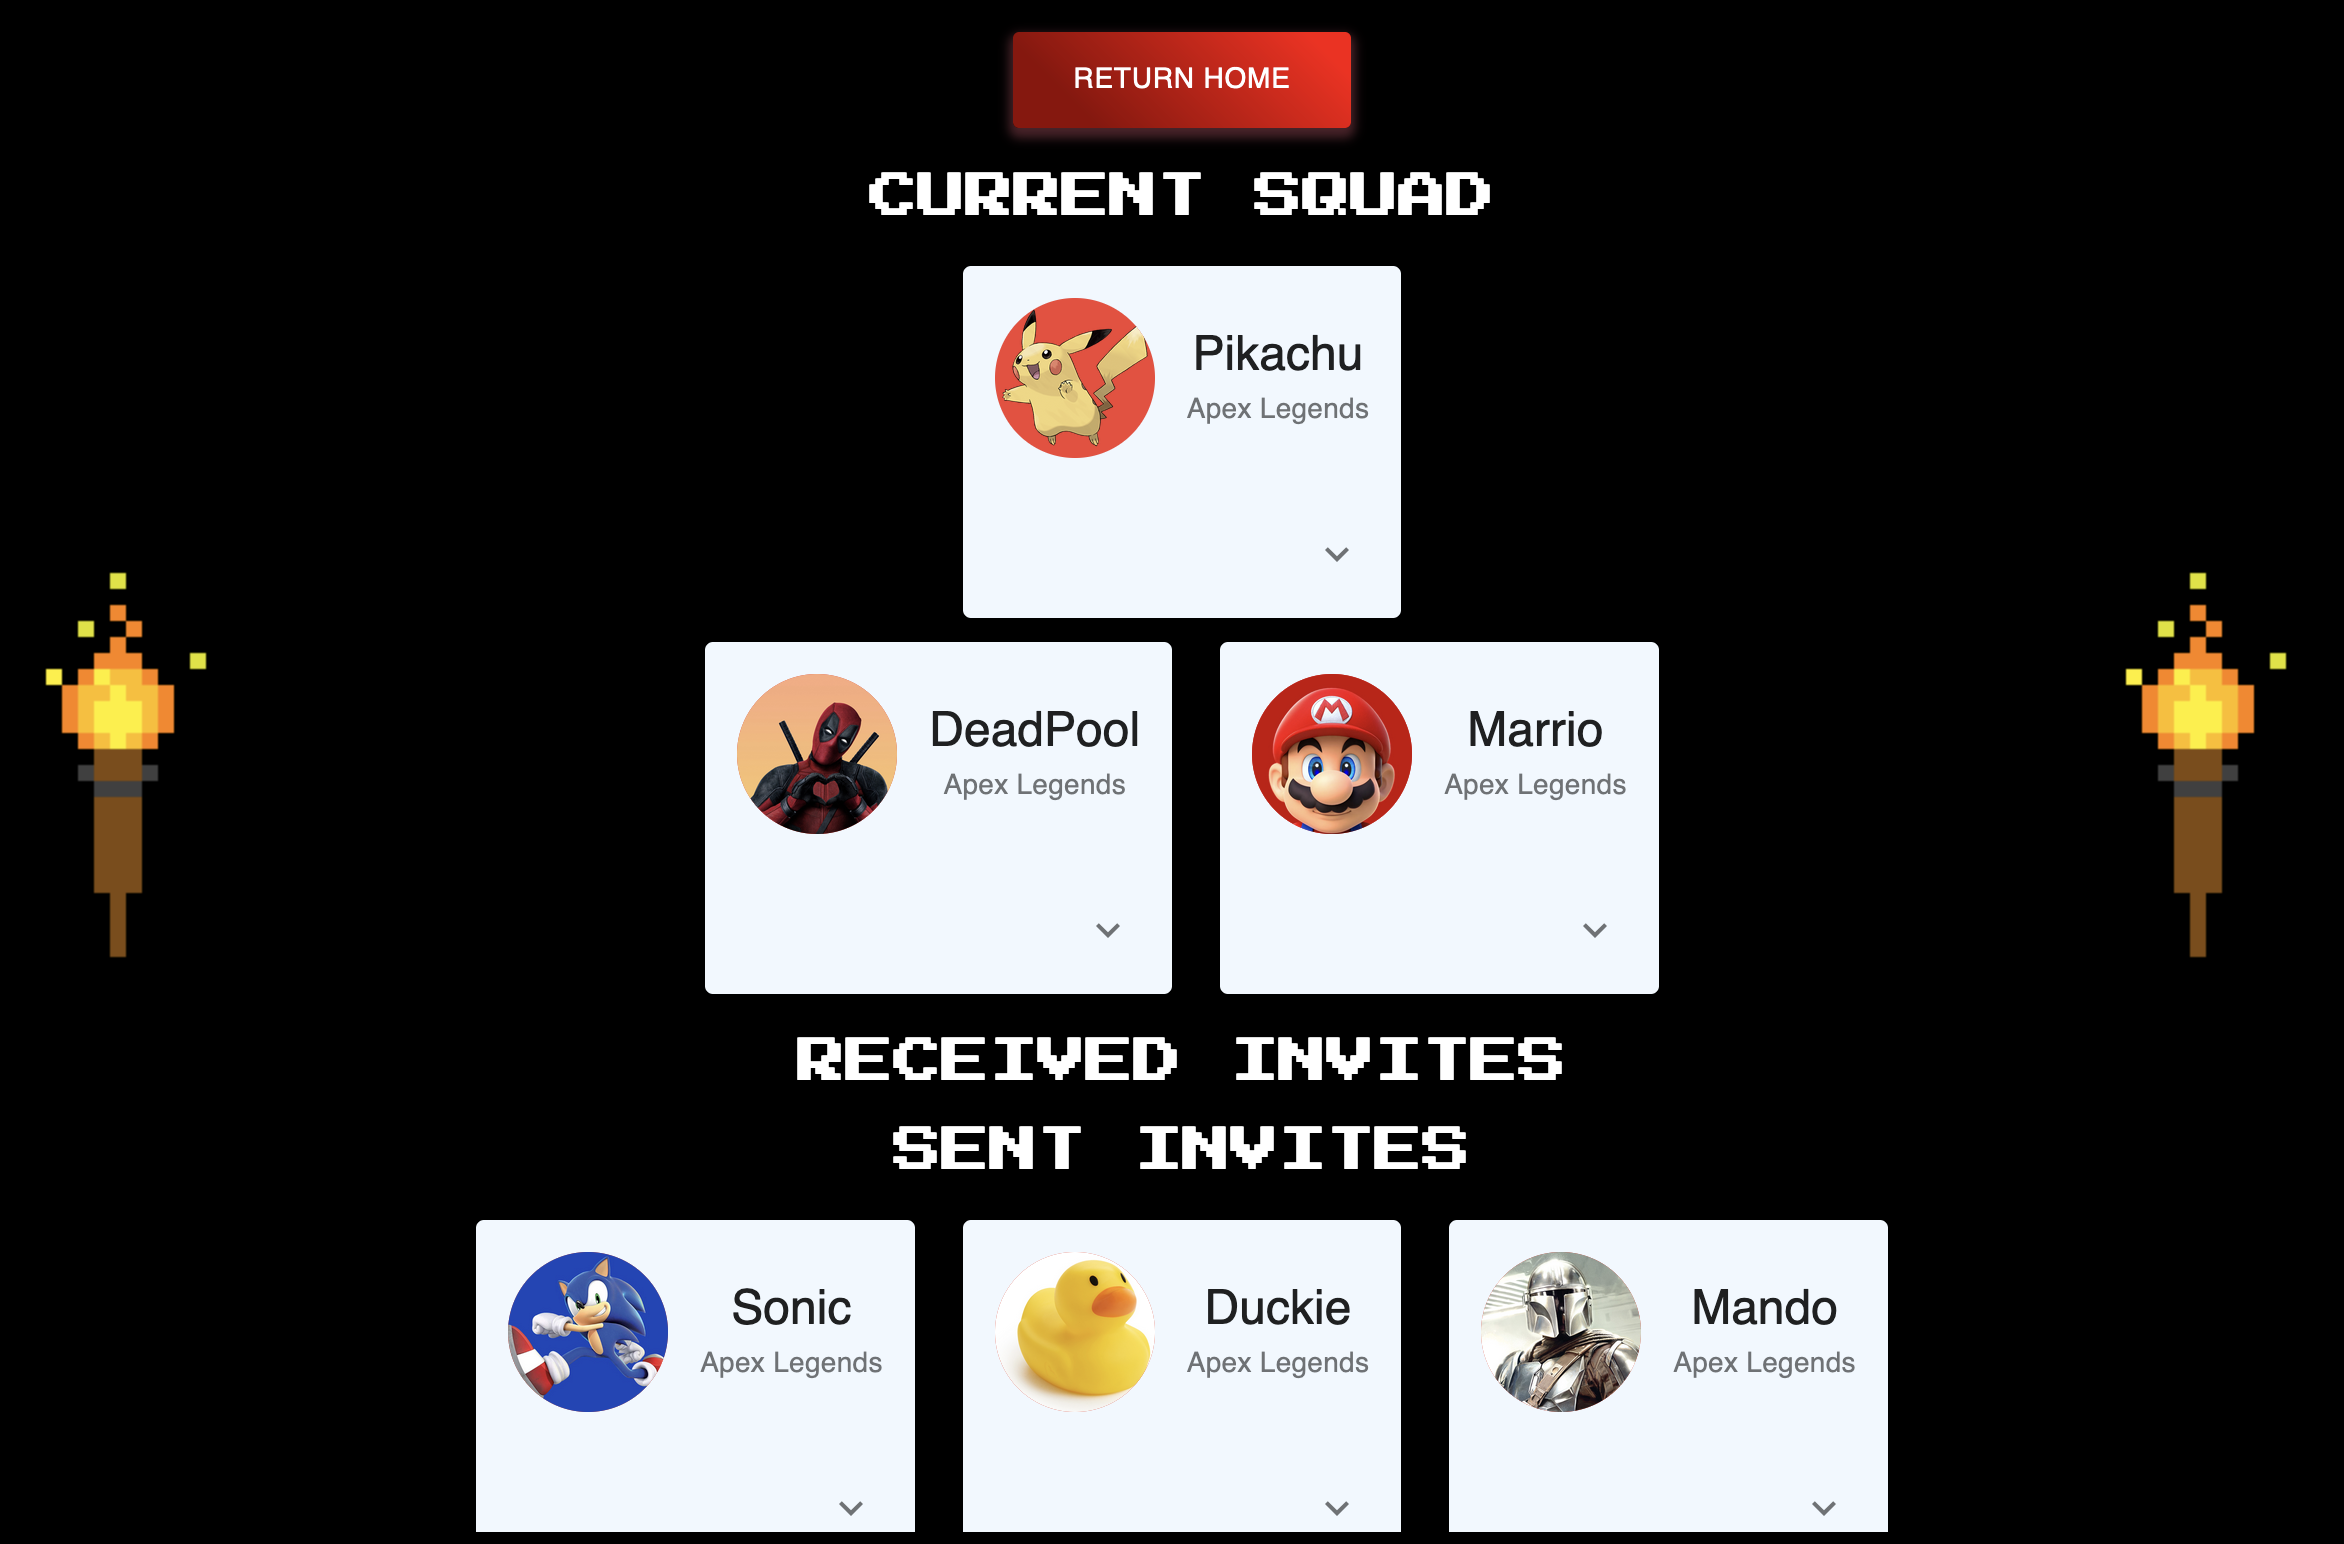 RETURN HOME
CURRENT SQUAD
Pikachu
Apex Legends
DeadPool
Apex Legends
Marrio
Apex Legends
RECEIVED INVITES
SENT INVITES
Sonic
Apex Legends
Duckie
Apex Legends
Mando
Apex Legends